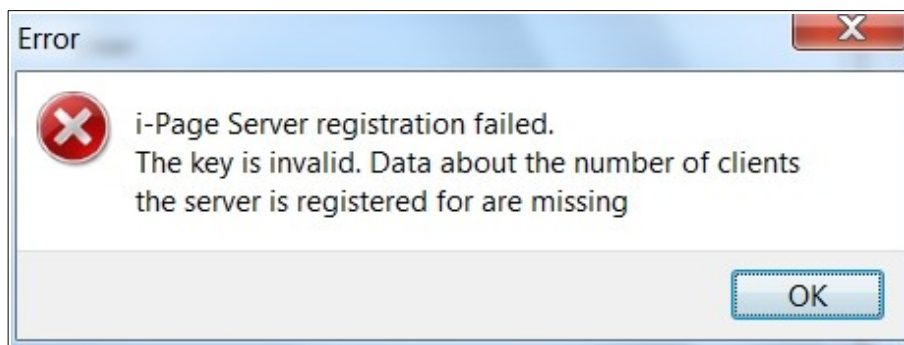 Error
i-Page Server registration failed.
The key is invalid. Data about the number of clients
the server is registered for are missing
OK